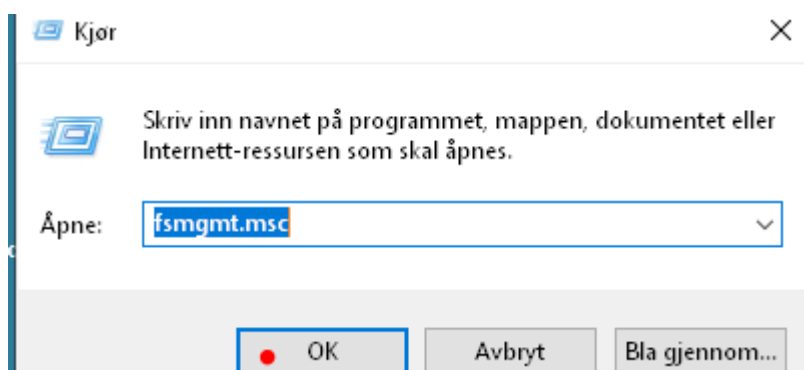 Kjør
Skriv inn navnet på programmet, mappen, dokumentet eller
Internett-ressursen som skal åpnes.
Åpne: fsmgmt.msc
OK Avbryt Bla gjennom...